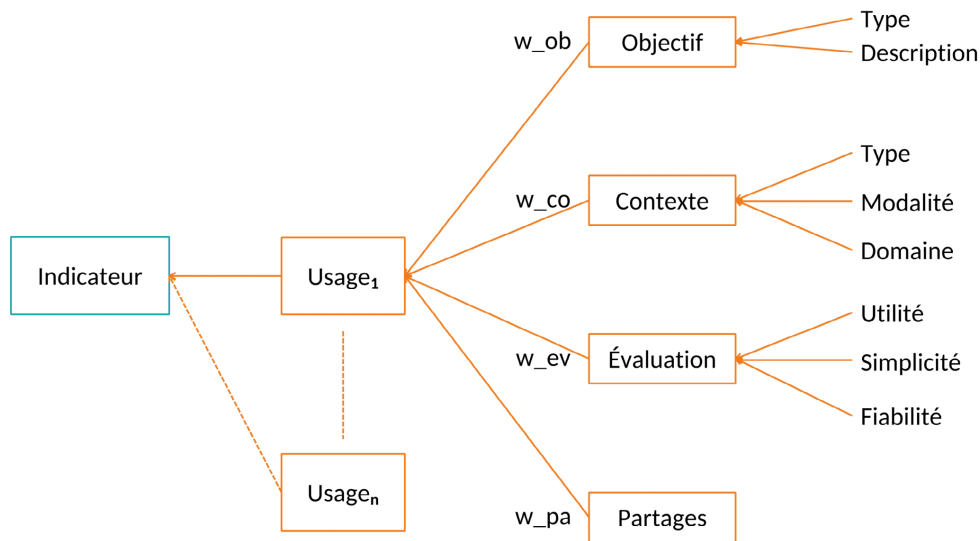 Indicateur
Usage₁
Usageₙ
w_ob
Objectif
Type
Description
w_co
Contexte
Type
Modalité
Domaine
w_ev
Évaluation
Utilité
Simplicité
Fiabilité
w_pa
Partages